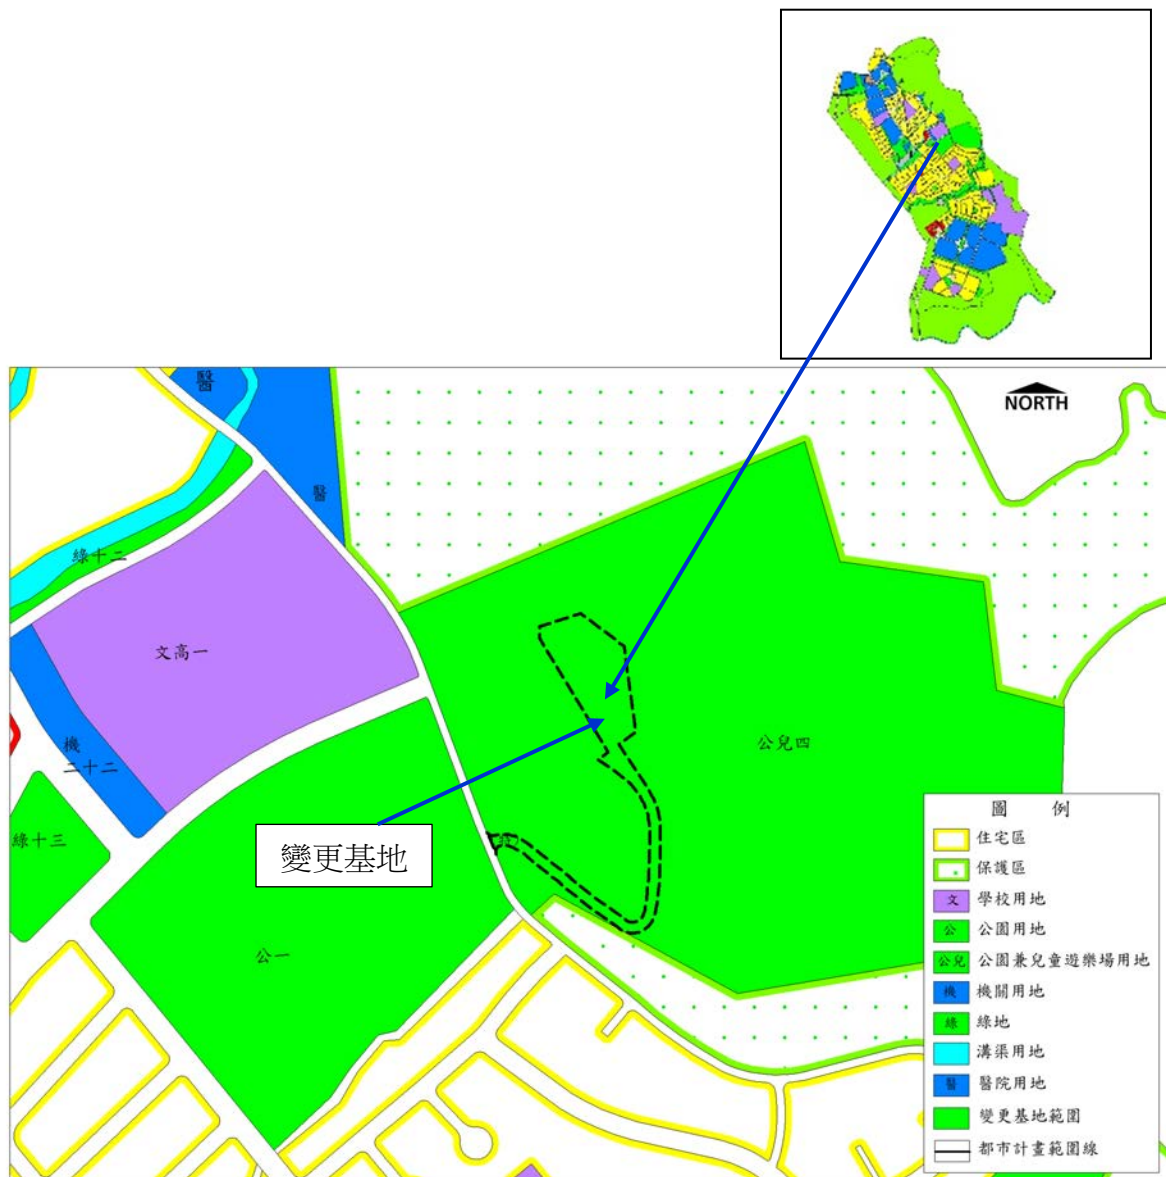 NORTH
醫
醫
綠十二
文高一
機
二十二
綠十三
公兒四
變更基地
公一
圖 例
住宅區
保護區
文 學校用地
公 公園用地
公兒 公園兼兒童遊樂場用地
機 機關用地
綠 綠地
溝渠用地
醫 醫院用地
變更基地範圍
都市計畫範圍線